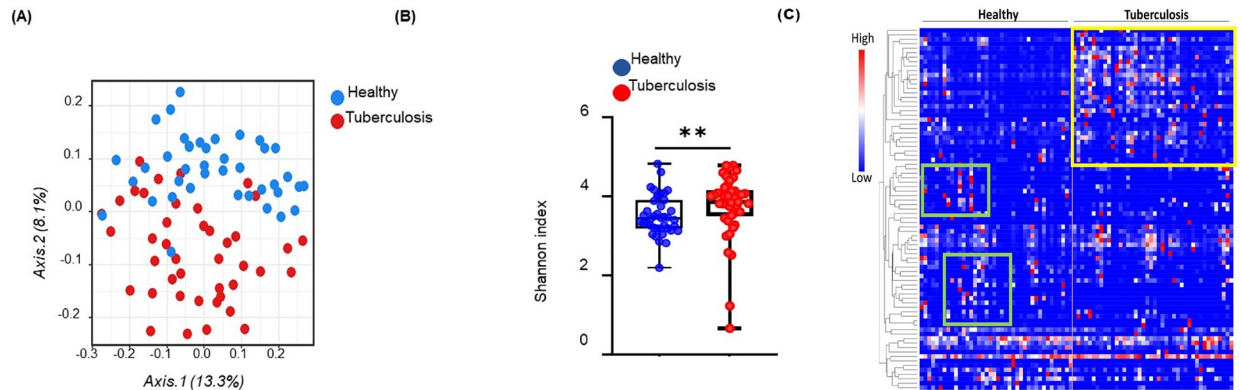 (A)
Axis.2 (8.1%)
0.2
0.1
0.0
-0.1
-0.2
-0.3
-0.2
-0.1
0.0
0.1
0.2
Axis.1 (13.3%)
Healthy
Tuberculosis
(B)
Healthy
Tuberculosis
Shannon index
6
4
2
0
**
(C)
High
Low
Healthy
Tuberculosis